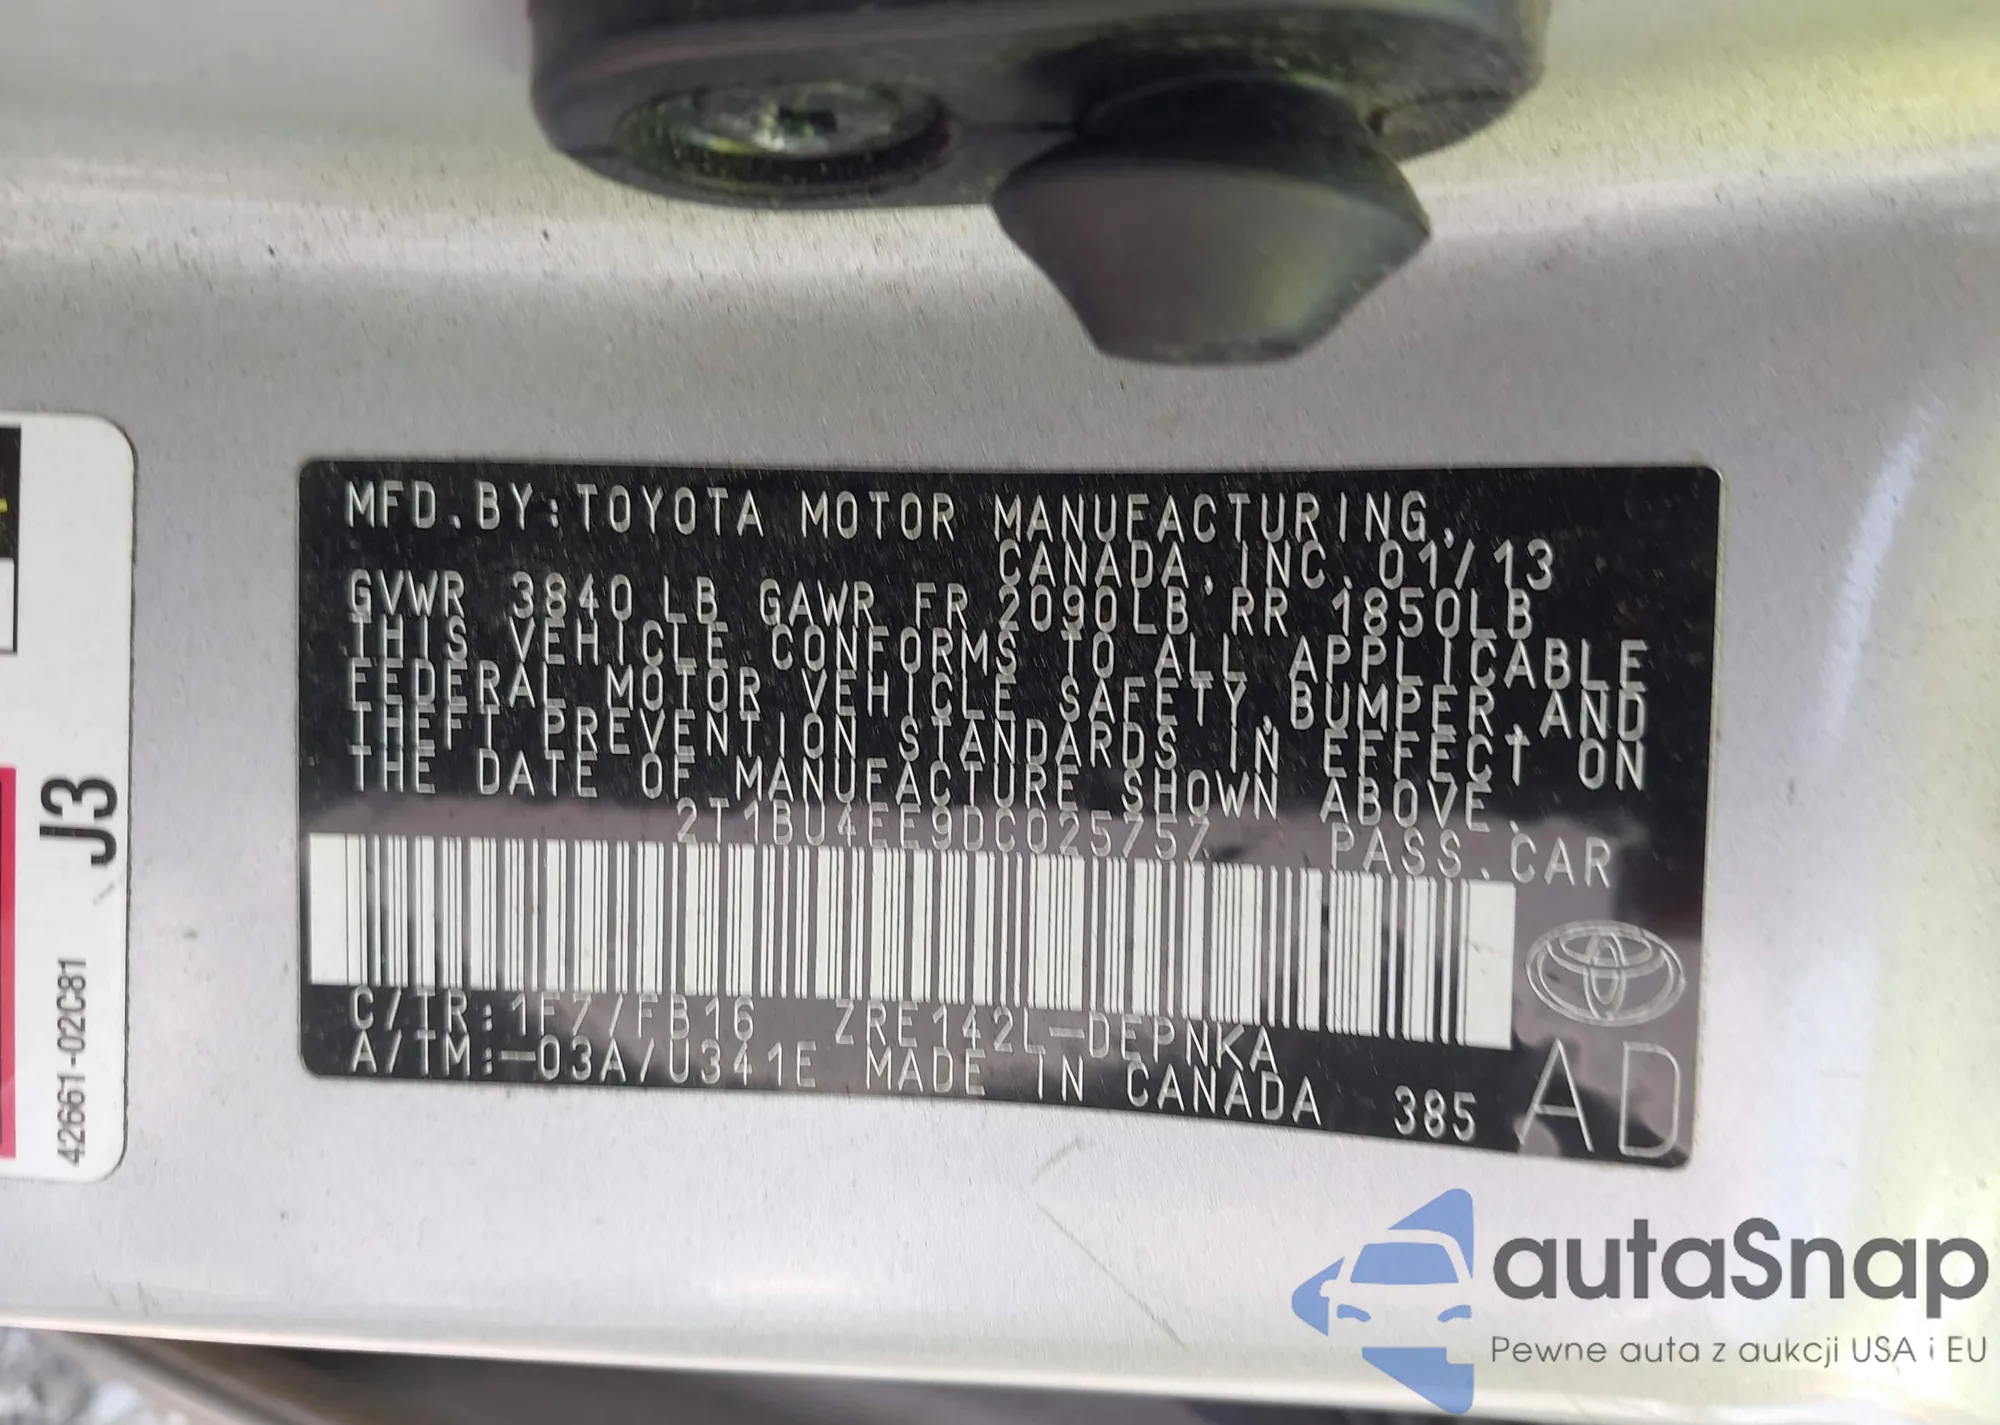 MFD.BY:TOYOTA MOTOR MANUFACTURING,
CANADA,INC.01/13
GVWR 3840 LB GAWR FR 2090LB RR 1850LB
THIS VEHICLE CONFORMS TO ALL APPLICABLE
FEDERAL MOTOR VEHICLE SAFETY,BUMPER,AND
THEFT PREVENTION STANDARDS IN EFFECT ON
THE DATE OF MANUFACTURE SHOWN ABOVE.
2T1BU4EE9DC025757 PASS.CAR
C/TR:1F7/FB16 ZRE142L-DEPNKA
A/TM:-03A/U341E MADE IN CANADA 385
AD
J3
42661-02C81
autaSnap
Pewne auta z aukcji USA i EU